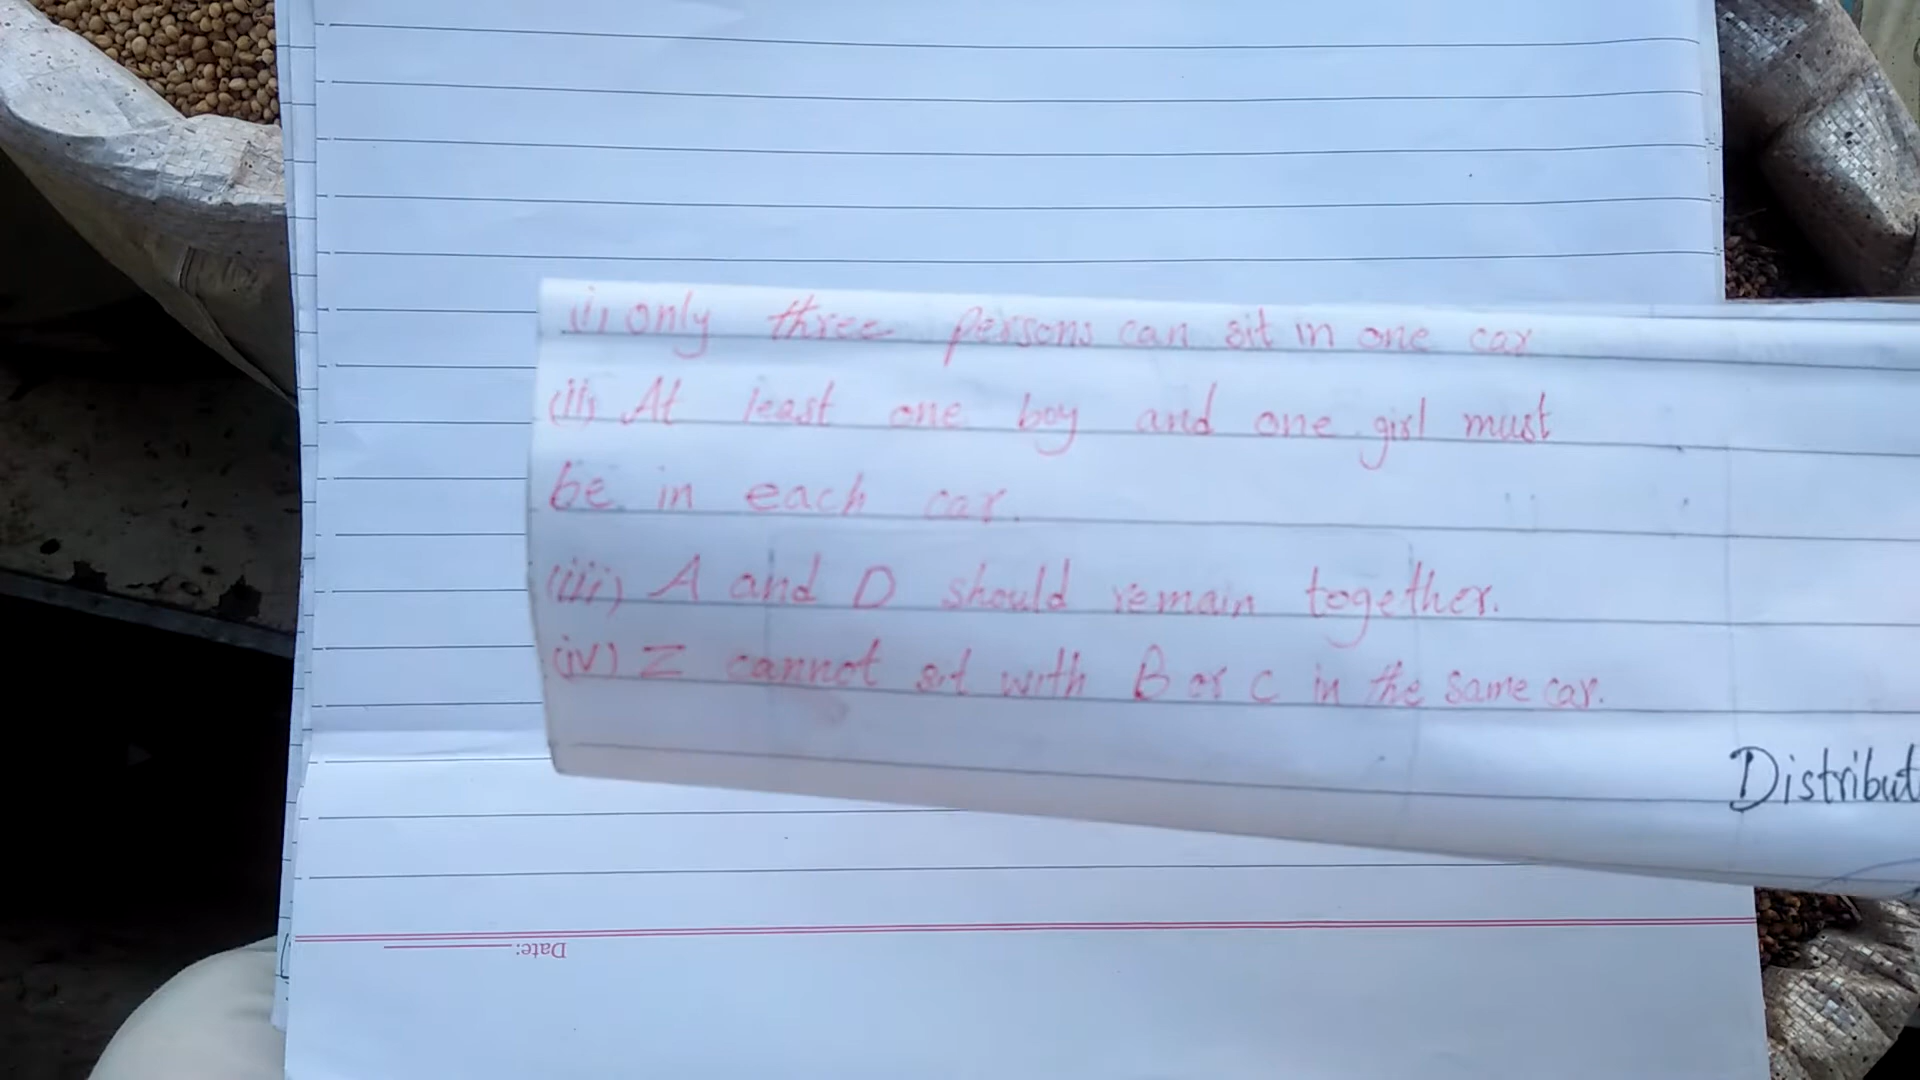 (i) only three persons can sit in one car
(ii) At least one boy and one girl must
be in each car.
(iii) A and D should remain together.
(iv) Z cannot sit with B or C in the same car.
Distribut
Date: